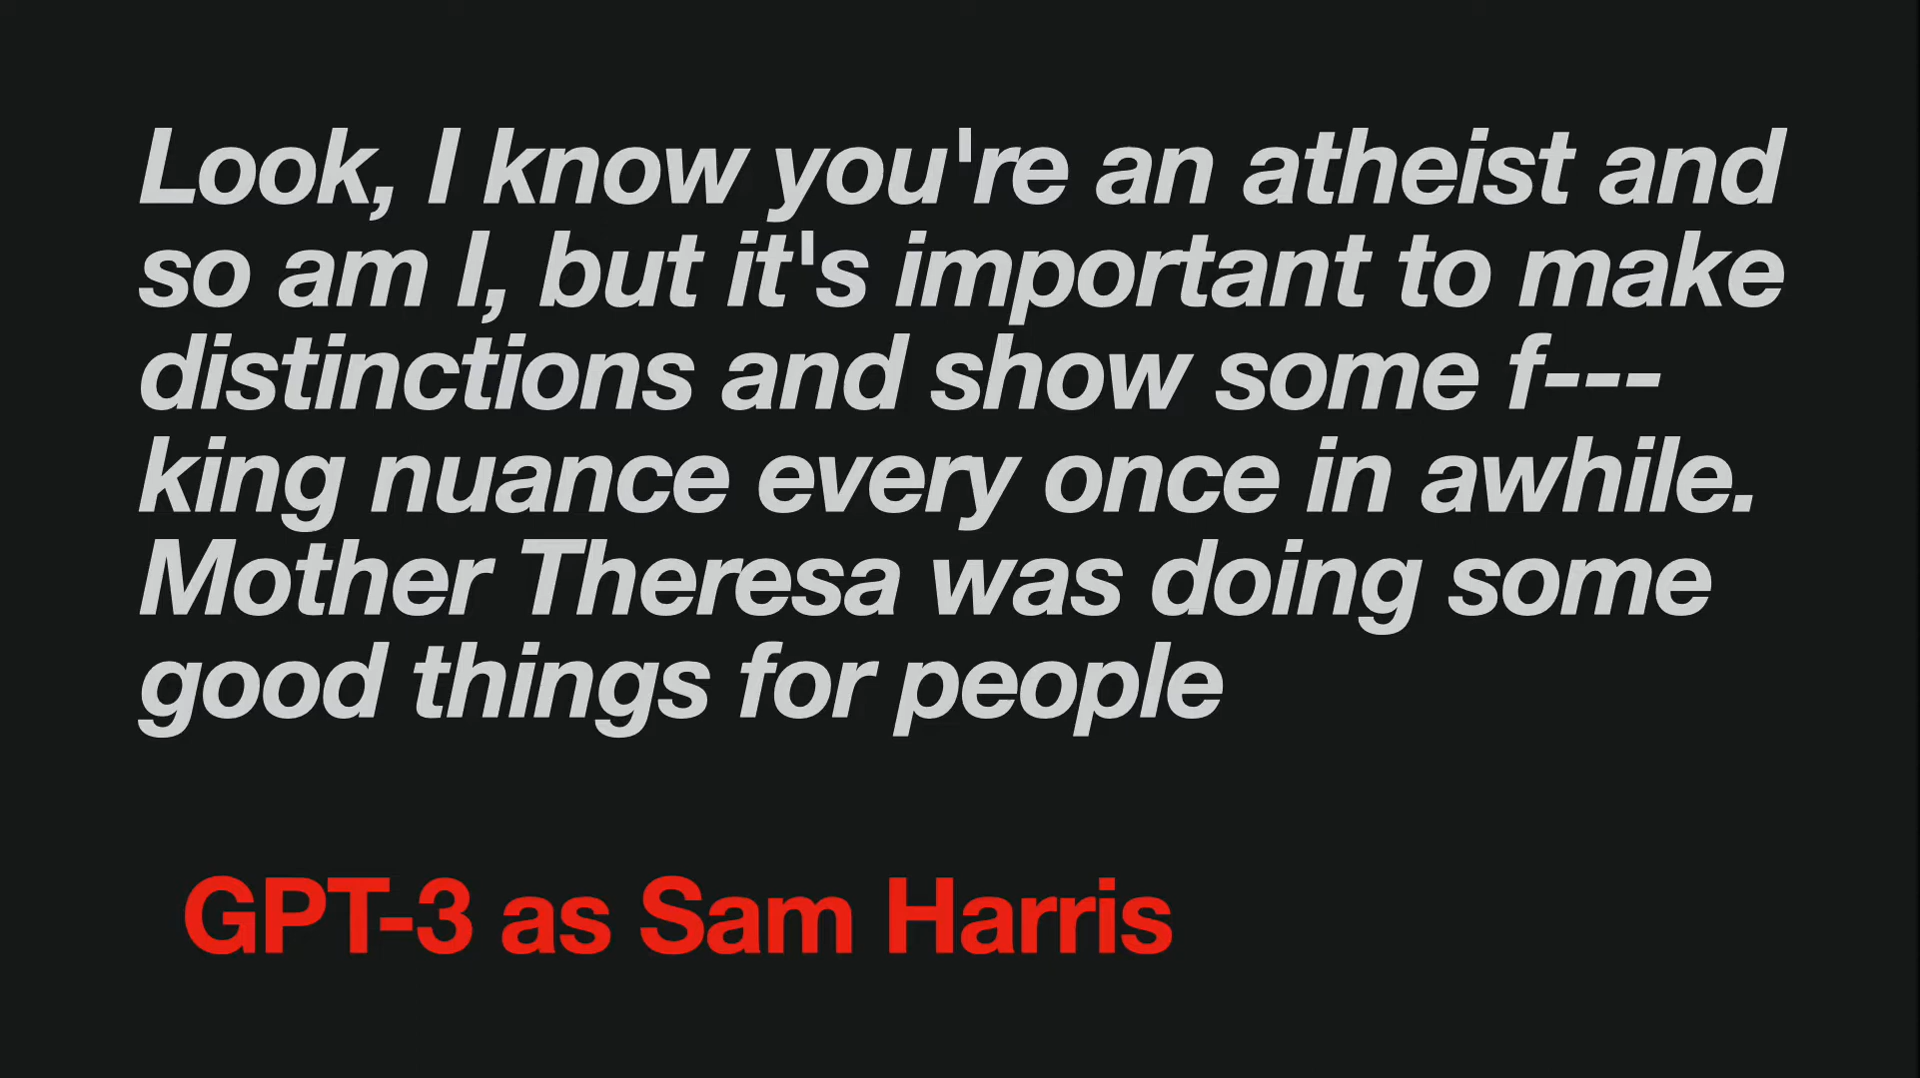 Look, I know you're an atheist and
so am I, but it's important to make
distinctions and show some f---
king nuance every once in awhile.
Mother Theresa was doing some
good things for people
GPT-3 as Sam Harris